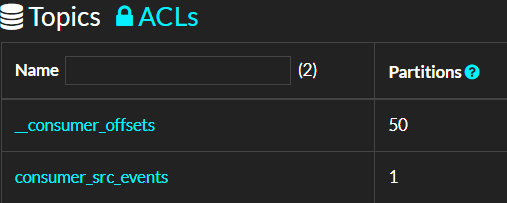 Topics ACLs
Name (2) Partitions ?
__consumer_offsets 50
consumer_src_events 1